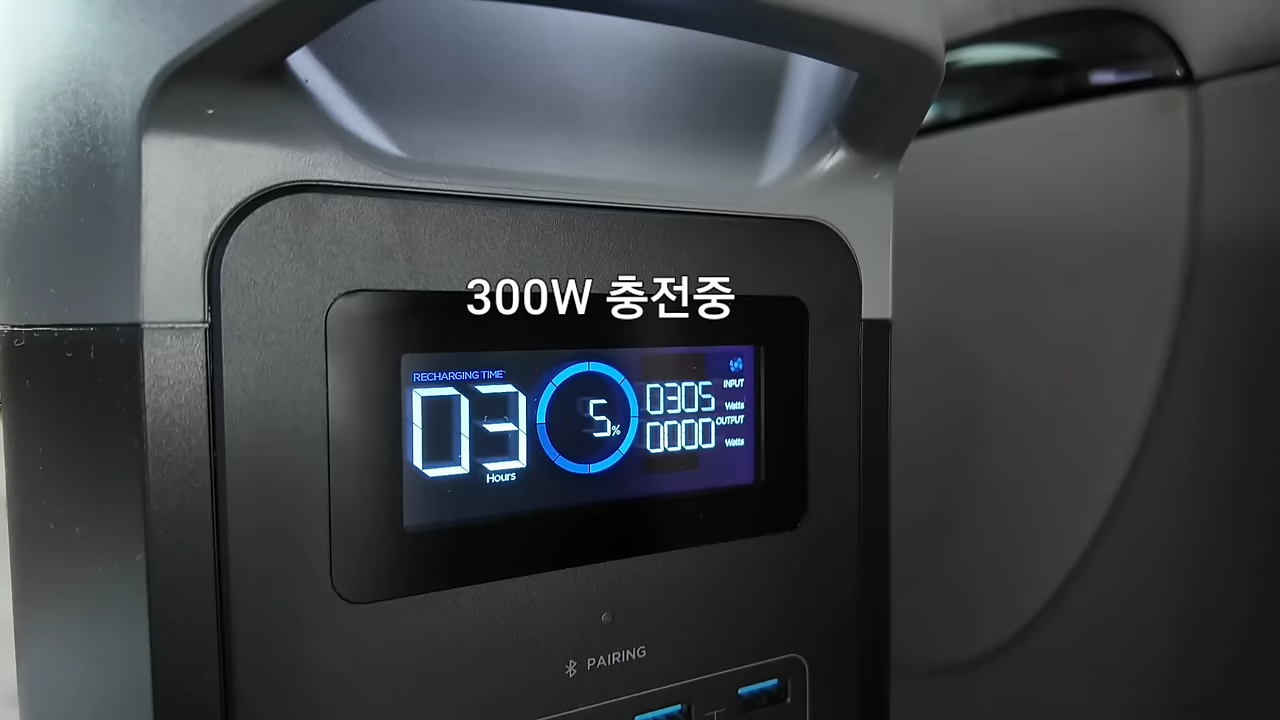 300W 충전중
RECHARGING TIME
03
Hours
5%
INPUT
0305 Watts
OUTPUT
0000 Watts
PAIRING